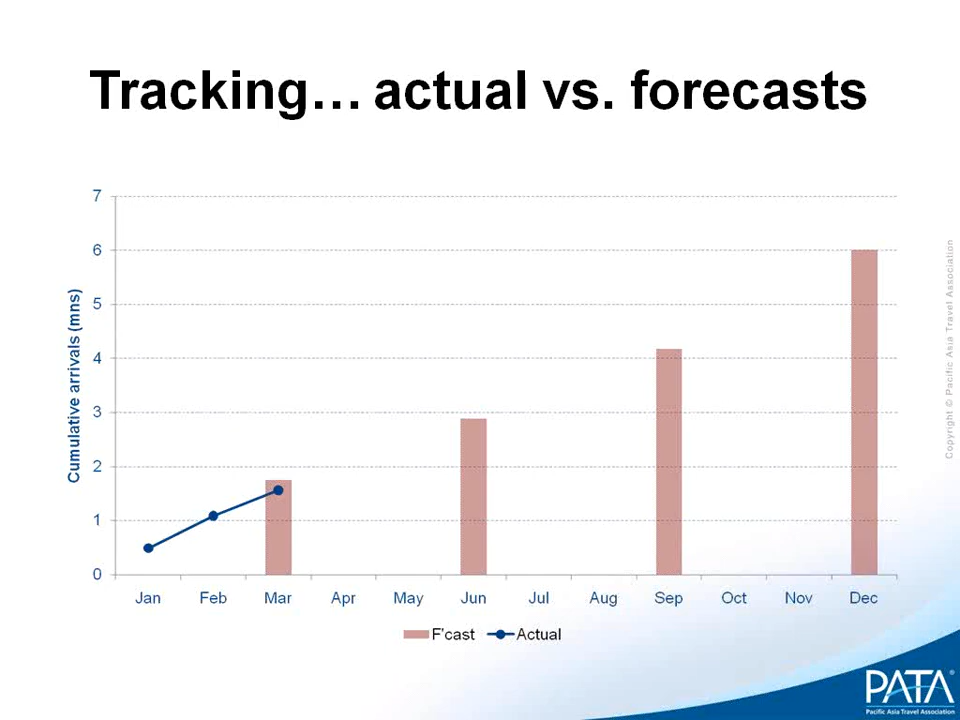 Tracking… actual vs. forecasts
7
6
5
4
3
2
1
0
Cumulative arrivals (mns)
Jan Feb Mar Apr May Jun Jul Aug Sep Oct Nov Dec
F'cast Actual
Copyright © Pacific Asia Travel Association
PATA®
Pacific Asia Travel Association